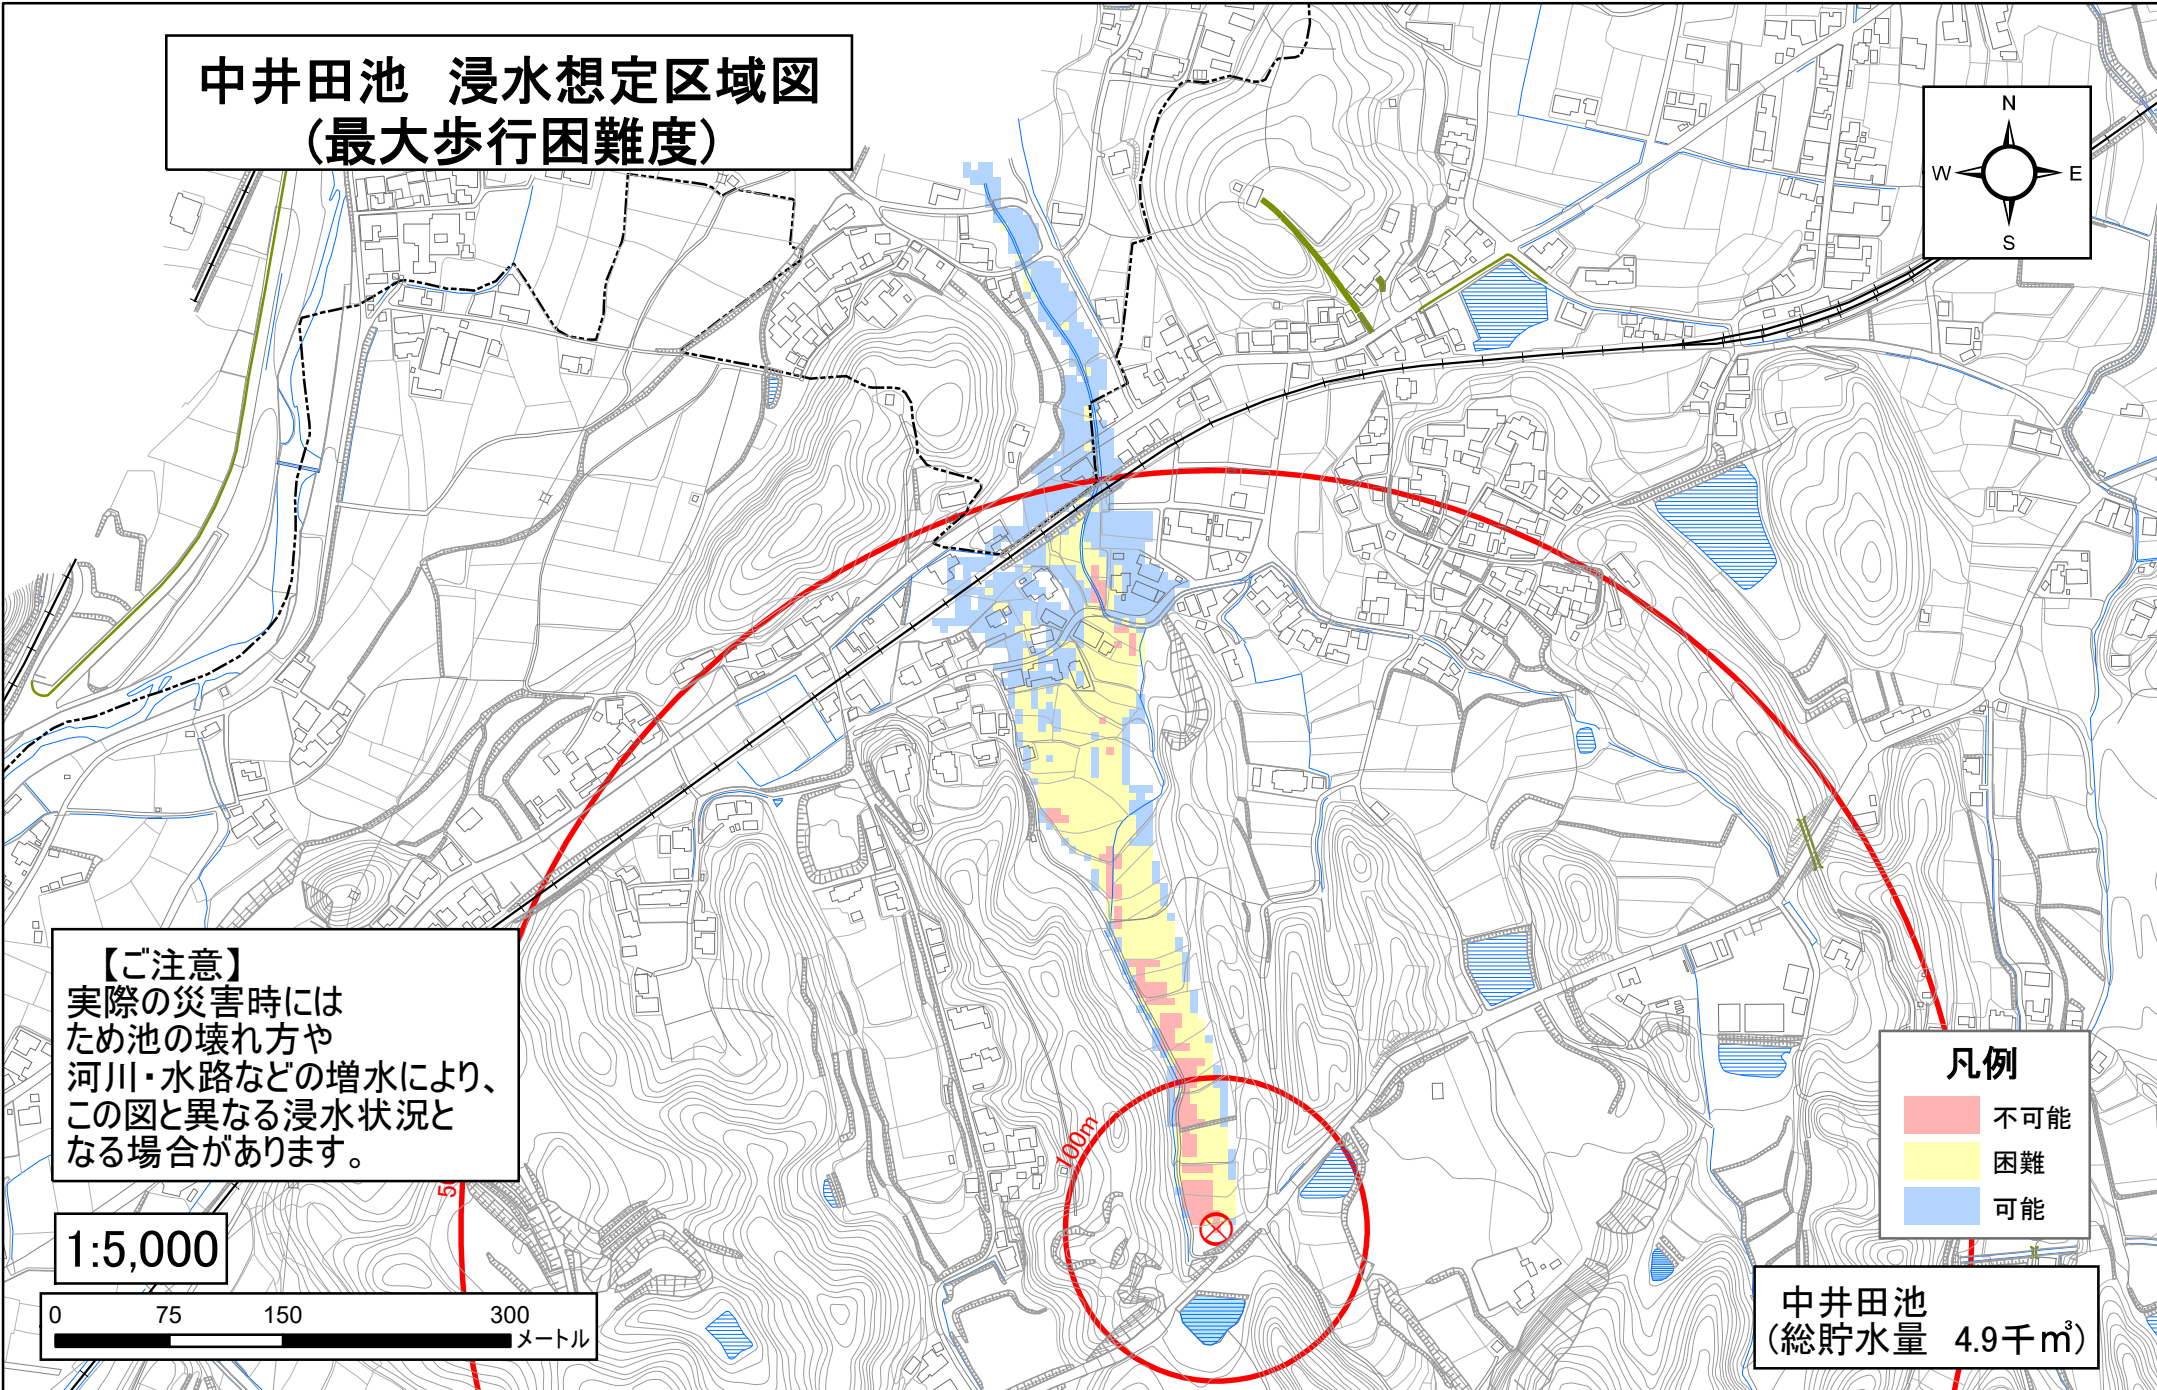 中井田池　浸水想定区域図
(最大歩行困難度)
N
W
E
S
【ご注意】
実際の災害時には
ため池の壊れ方や
河川・水路などの増水により、
この図と異なる浸水状況と
なる場合があります。
100m
凡例
不可能
困難
可能
1:5,000
0 75 150 300
メートル
中井田池
(総貯水量　4.9千㎥)